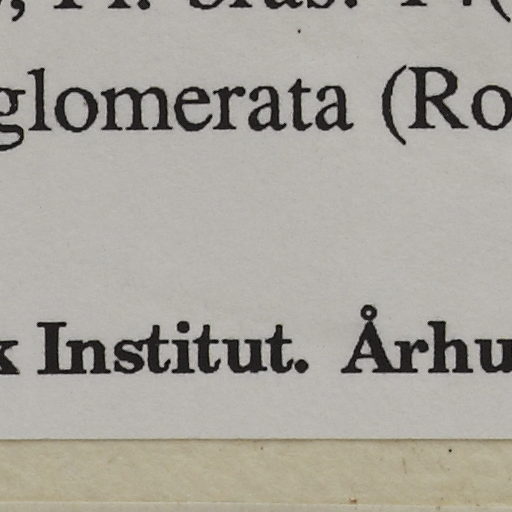 glomerata (Ro
k Institut. Århu